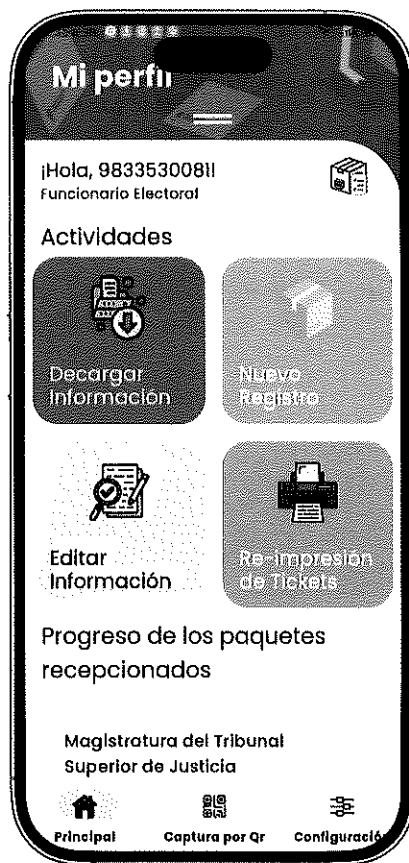 Mi perfil
¡Hola, 9833530081!
Funcionario Electoral
Actividades
Decargar
Información
Nuevo
Registro
Editar
Información
Re-impresion
de Tickets
Progreso de los paquetes
recepcionados
Magistratura del Tribunal
Superior de Justicia
Principal
Captura por Qr
Configuració